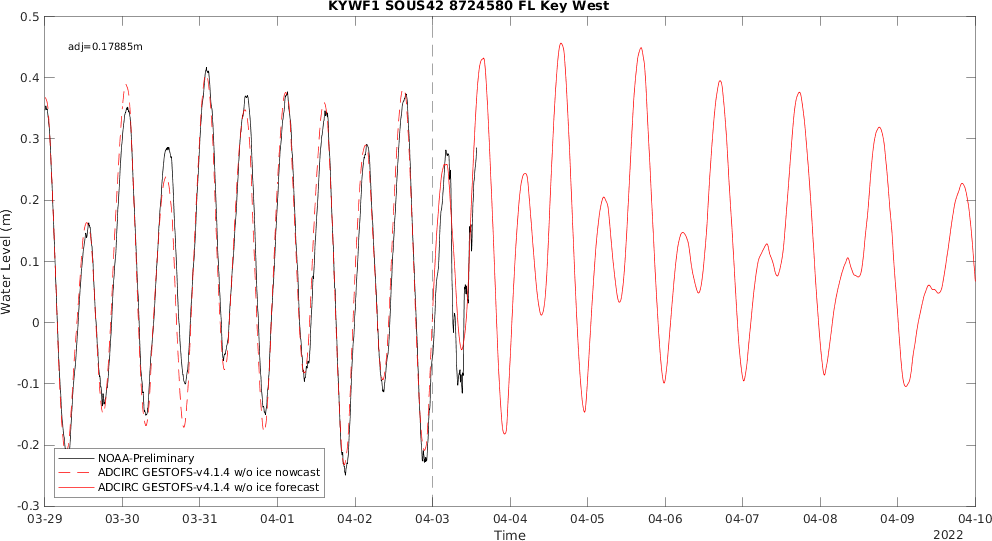 KYWF1 SOUS42 8724580 FL Key West
adj=0.17885m
0.5
0.4
0.3
0.2
0.1
0
-0.1
-0.2
-0.3
Water Level (m)
NOAA-Preliminary
ADCIRC GESTOFS-v4.1.4 w/o ice nowcast
ADCIRC GESTOFS-v4.1.4 w/o ice forecast
03-29 03-30 03-31 04-01 04-02 04-03 04-04 04-05 04-06 04-07 04-08 04-09 04-10
Time
2022